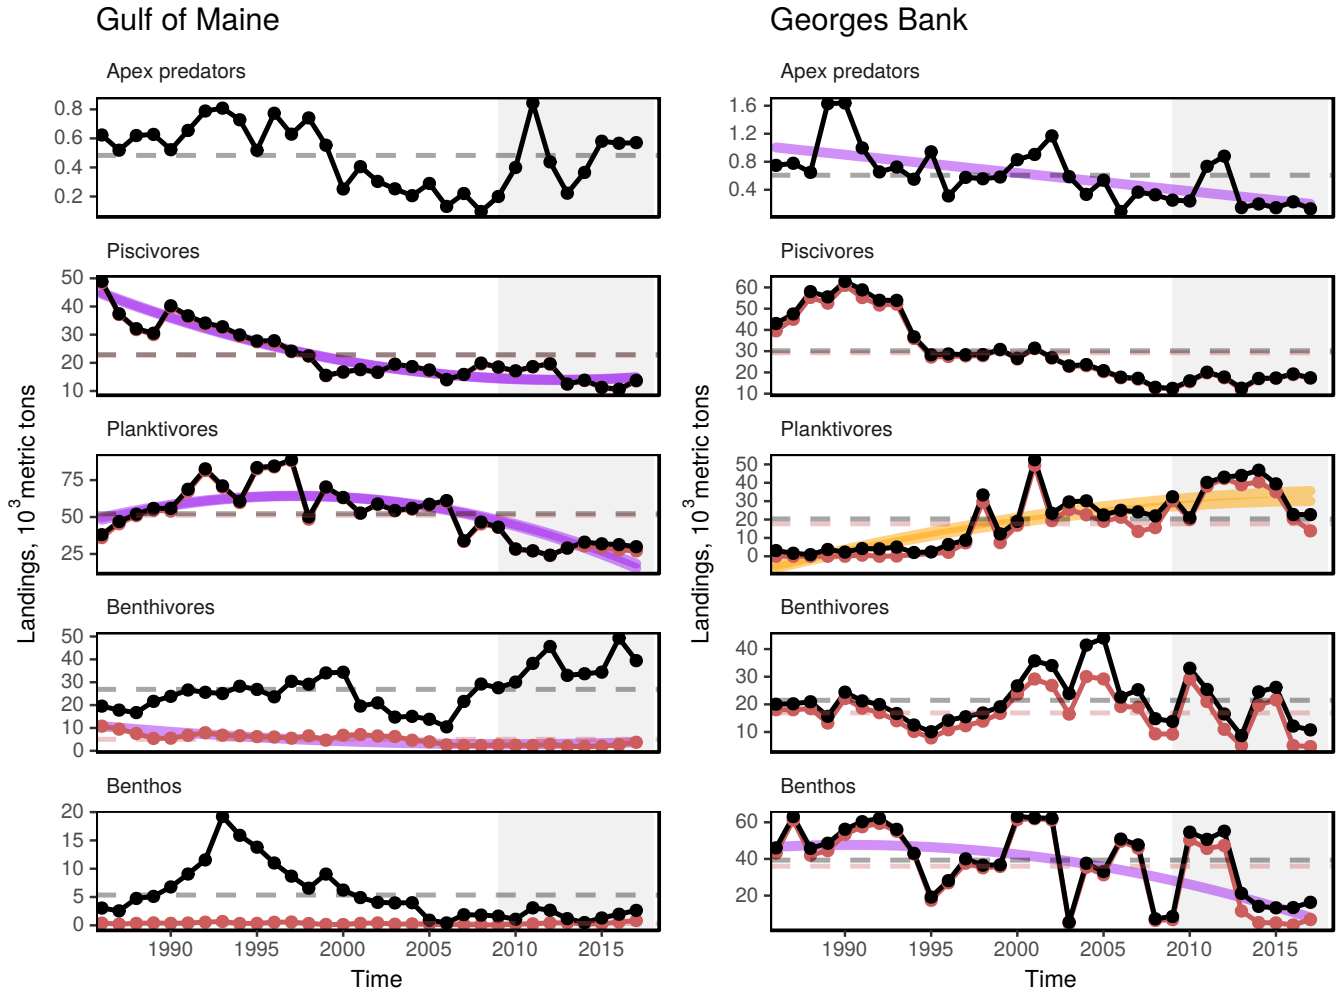 Gulf of Maine
Georges Bank
Landings, 10³ metric tons
Apex predators
0.8
0.6
0.4
0.2
Piscivores
50
40
30
20
10
Planktivores
75
50
25
Benthivores
50
40
30
20
10
0
Benthos
20
15
10
5
0
1990 1995 2000 2005 2010 2015
Time
Landings, 10³ metric tons
Apex predators
1.6
1.2
0.8
0.4
Piscivores
60
50
40
30
20
10
Planktivores
50
40
30
20
10
0
Benthivores
40
30
20
10
Benthos
60
40
20
1990 1995 2000 2005 2010 2015
Time